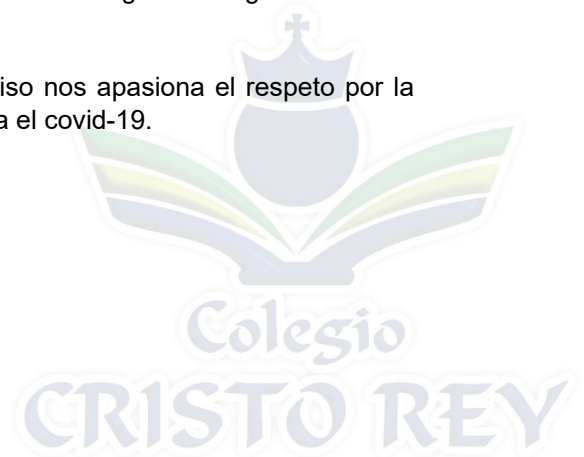 iso nos apasiona el respeto por la
a el covid-19.
Colegio
CRISTO REY